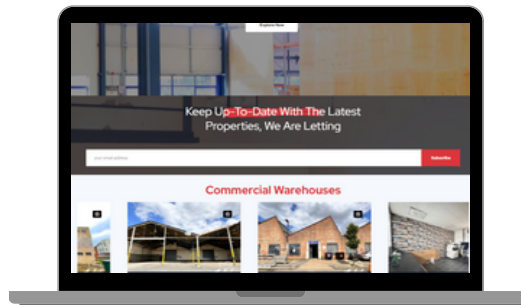 Explore Now
Keep Up-To-Date With The Latest
Properties, We Are Letting
your email address
Subscribe
Commercial Warehouses